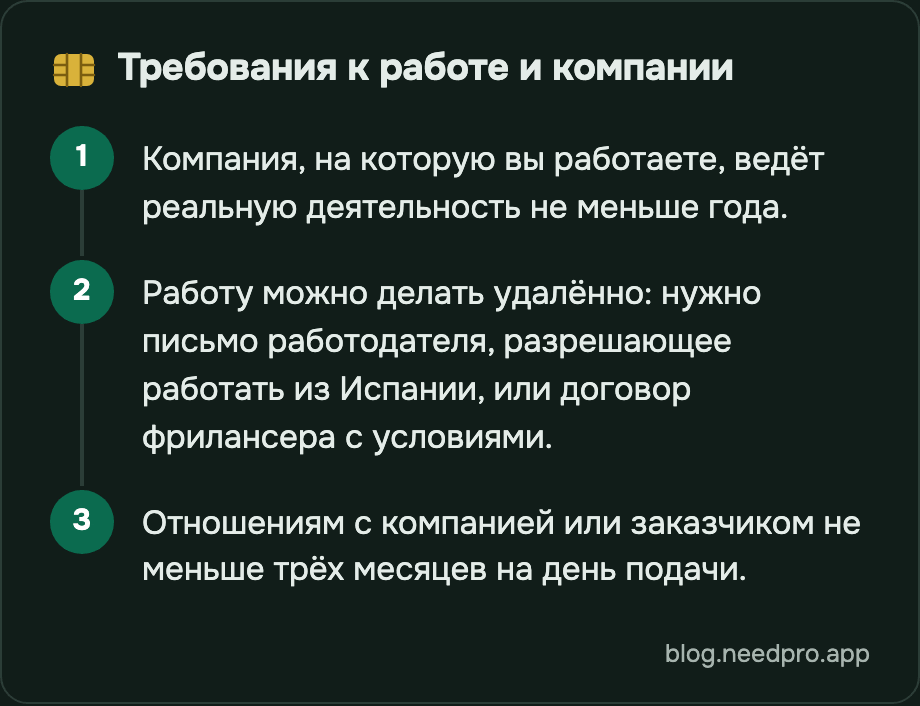 Требования к работе и компании
1
Компания, на которую вы работаете, ведёт
реальную деятельность не меньше года.
2
Работу можно делать удалённо: нужно
письмо работодателя, разрешающее
работать из Испании, или договор
фрилансера с условиями.
3
Отношениям с компанией или заказчиком не
меньше трёх месяцев на день подачи.
blog.needpro.app